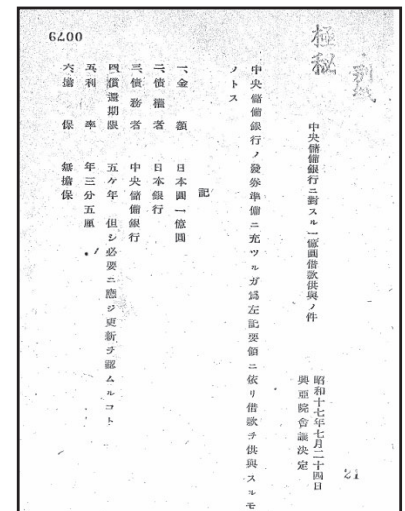 極秘
中央儲備銀行ニ對スル一億圓借款供與ノ件
昭和十七年七月二十四日
興亞院會議決定
21
中央儲備銀行ノ發券準備ニ充ツルガ爲左記要領ニ依リ借款ヲ供與スルモ
ノトス
記
一、金額 日本圓一億圓
二、債權者 日本銀行
三、債務者 中央儲備銀行
四、償還期限 五ケ年 但シ必要ニ應ジ更新ヲ認ムルコト
五、利率 年三分五厘
六、擔保 無擔保
0079